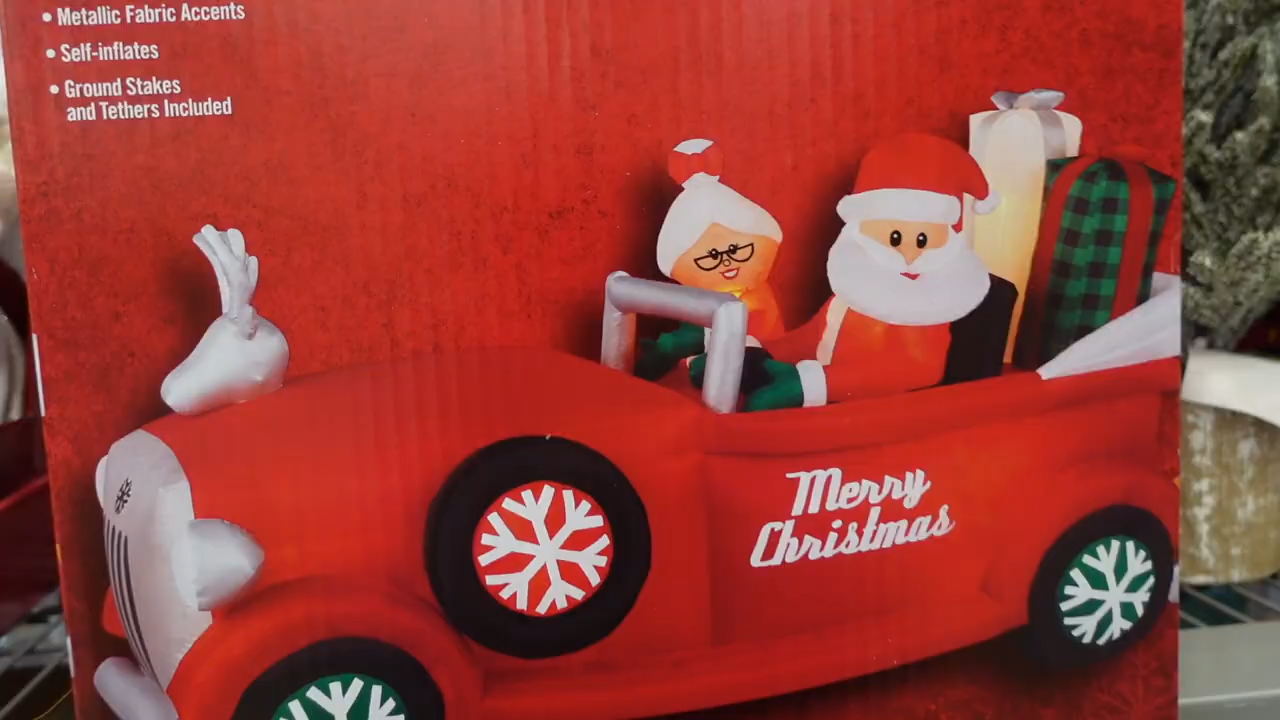 • Metallic Fabric Accents
• Self-inflates
• Ground Stakes
and Tethers Included
Merry
Christmas